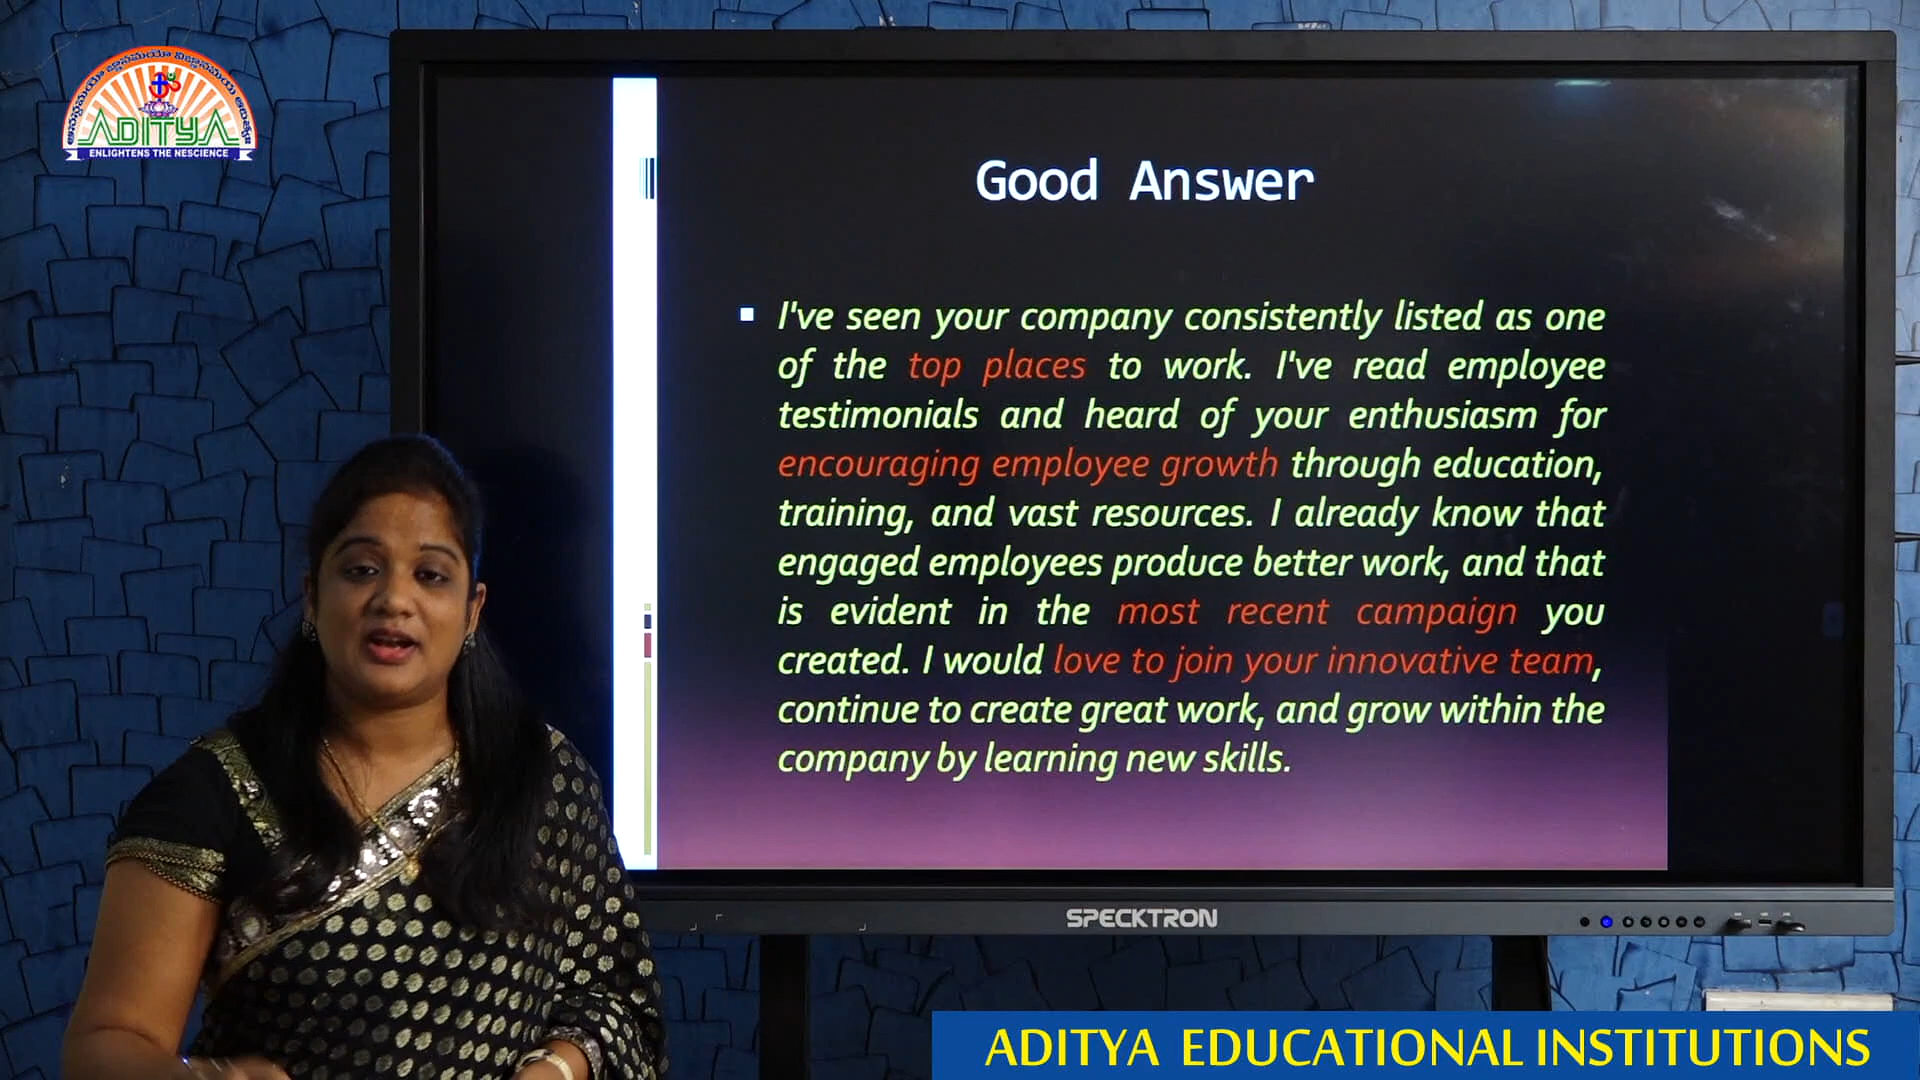 ADITYA
ENLIGHTENS THE NESCIENCE
Good Answer
I've seen your company consistently listed as one
of the top places to work. I've read employee
testimonials and heard of your enthusiasm for
encouraging employee growth through education,
training, and vast resources. I already know that
engaged employees produce better work, and that
is evident in the most recent campaign you
created. I would love to join your innovative team,
continue to create great work, and grow within the
company by learning new skills.
SPECKTRON
ADITYA EDUCATIONAL INSTITUTIONS